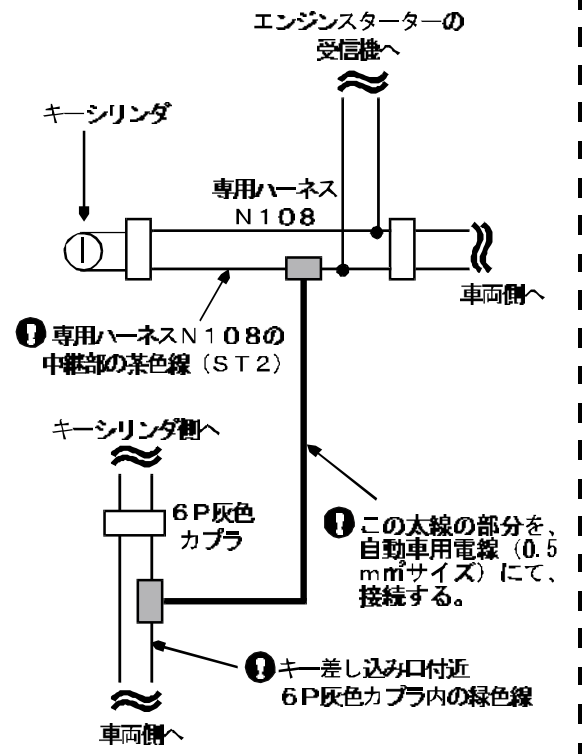 エンジンスターターの
受信機へ
キーシリンダ
専用ハーネス
N108
車両側へ
専用ハーネスN108の
中継部の茶色線（ST2）
キーシリンダ側へ
6P灰色
カプラ
この太線の部分を、
自動車用電線（0.5
m㎡サイズ）にて、
接続する。
キー差し込み口付近
6P灰色カプラ内の緑色線
車両側へ